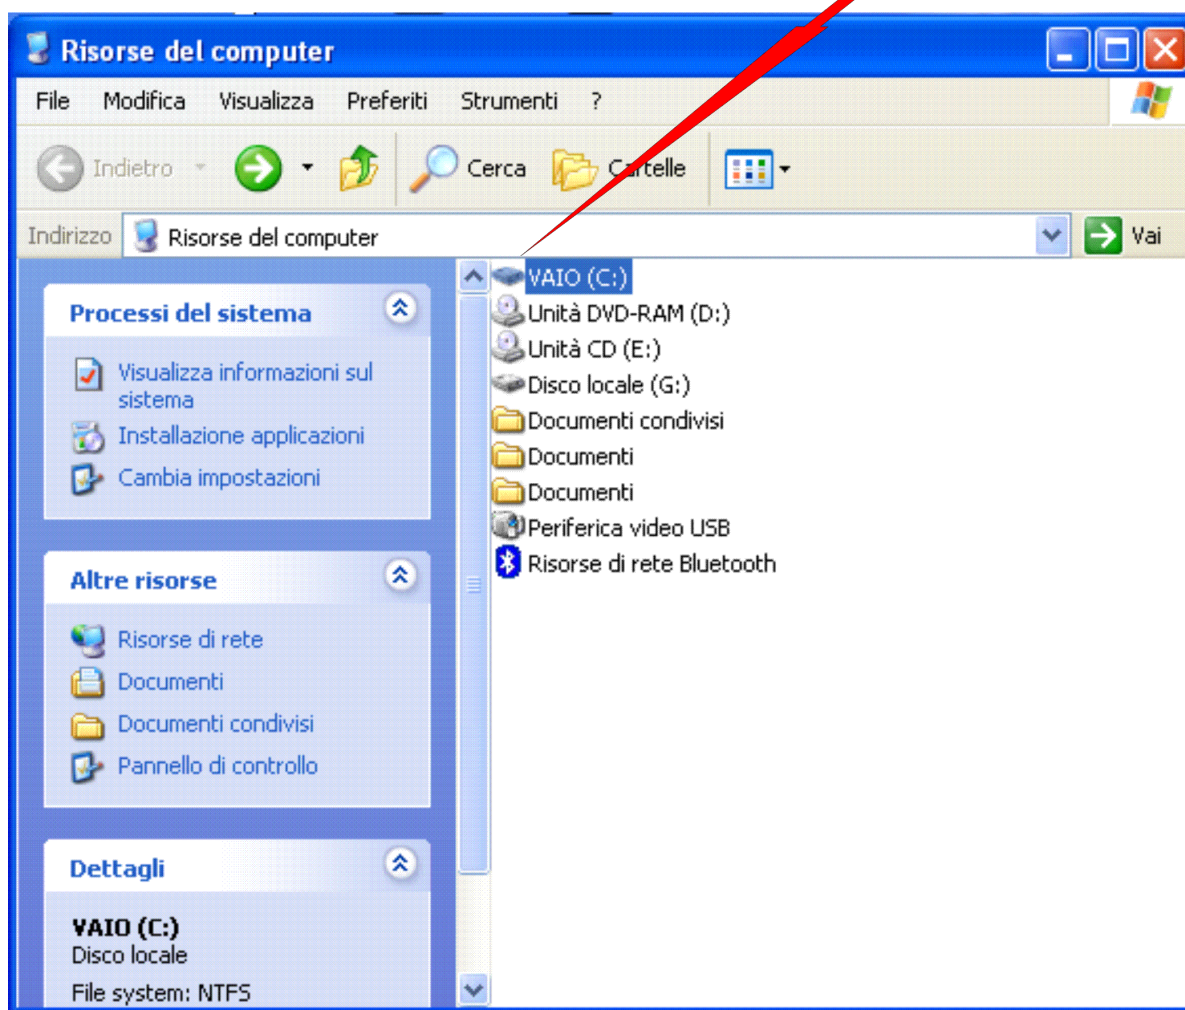 Risorse del computer
File Modifica Visualizza Preferiti Strumenti ?
Indietro Cerca Cartelle
Indirizzo Risorse del computer Vai
Processi del sistema
Visualizza informazioni sul
sistema
Installazione applicazioni
Cambia impostazioni
Altre risorse
Risorse di rete
Documenti
Documenti condivisi
Pannello di controllo
Dettagli
VAIO (C:)
Disco locale
File system: NTFS
VAIO (C:)
Unità DVD-RAM (D:)
Unità CD (E:)
Disco locale (G:)
Documenti condivisi
Documenti
Documenti
Periferica video USB
Risorse di rete Bluetooth